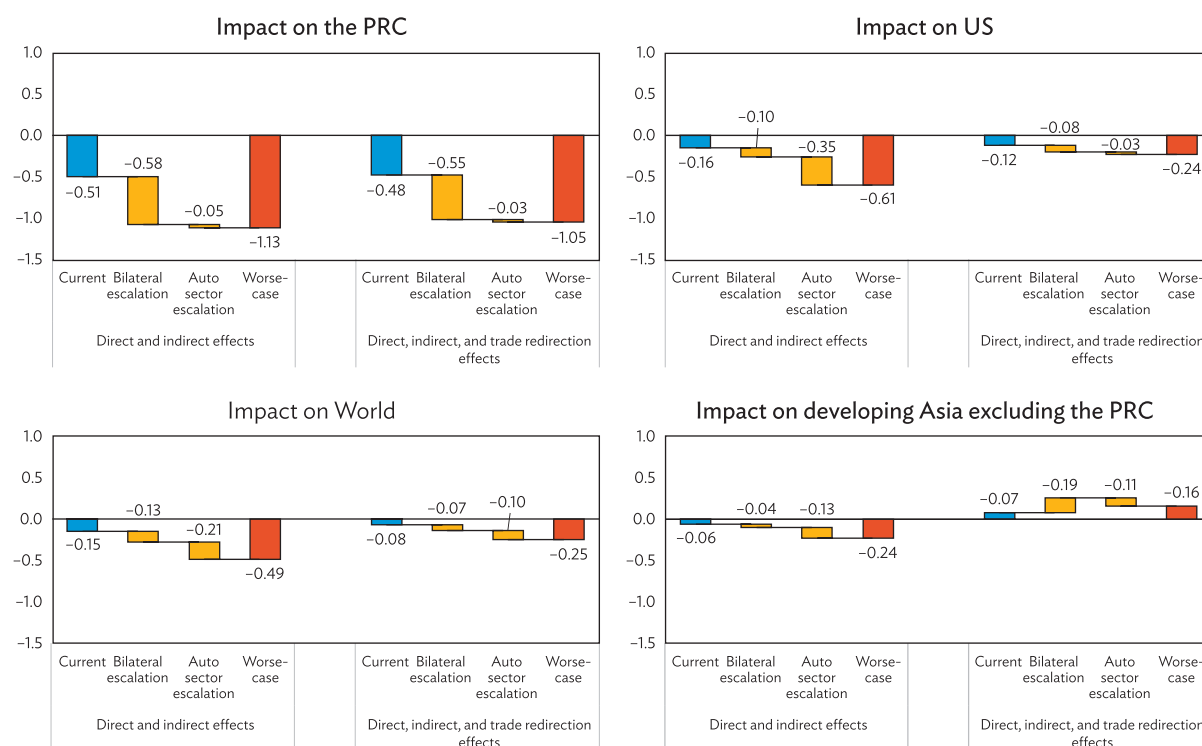 Impact on the PRC
1.0
0.5
0.0
−0.5
−1.0
−1.5
−0.51
−0.58
−0.05
−1.13
−0.48
−0.55
−0.03
−1.05
Current Bilateral escalation Auto sector escalation Worse-case
Direct and indirect effects
Current Bilateral escalation Auto sector escalation Worse-case
Direct, indirect, and trade redirection
effects
Impact on US
1.0
0.5
0.0
−0.5
−1.0
−1.5
−0.16
−0.10
−0.35
−0.61
−0.12
−0.08
−0.03
−0.24
Current Bilateral escalation Auto sector escalation Worse-case
Direct and indirect effects
Current Bilateral escalation Auto sector escalation Worse-case
Direct, indirect, and trade redirection
effects
Impact on World
1.0
0.5
0.0
−0.5
−1.0
−1.5
−0.15
−0.13
−0.21
−0.49
−0.08
−0.07
−0.10
−0.25
Current Bilateral escalation Auto sector escalation Worse-case
Direct and indirect effects
Current Bilateral escalation Auto sector escalation Worse-case
Direct, indirect, and trade redirection
effects
Impact on developing Asia excluding the PRC
1.0
0.5
0.0
−0.5
−1.0
−1.5
−0.06
−0.04
−0.13
−0.24
−0.07
−0.19
−0.11
−0.16
Current Bilateral escalation Auto sector escalation Worse-case
Direct and indirect effects
Current Bilateral escalation Auto sector escalation Worse-case
Direct, indirect, and trade redirection
effects